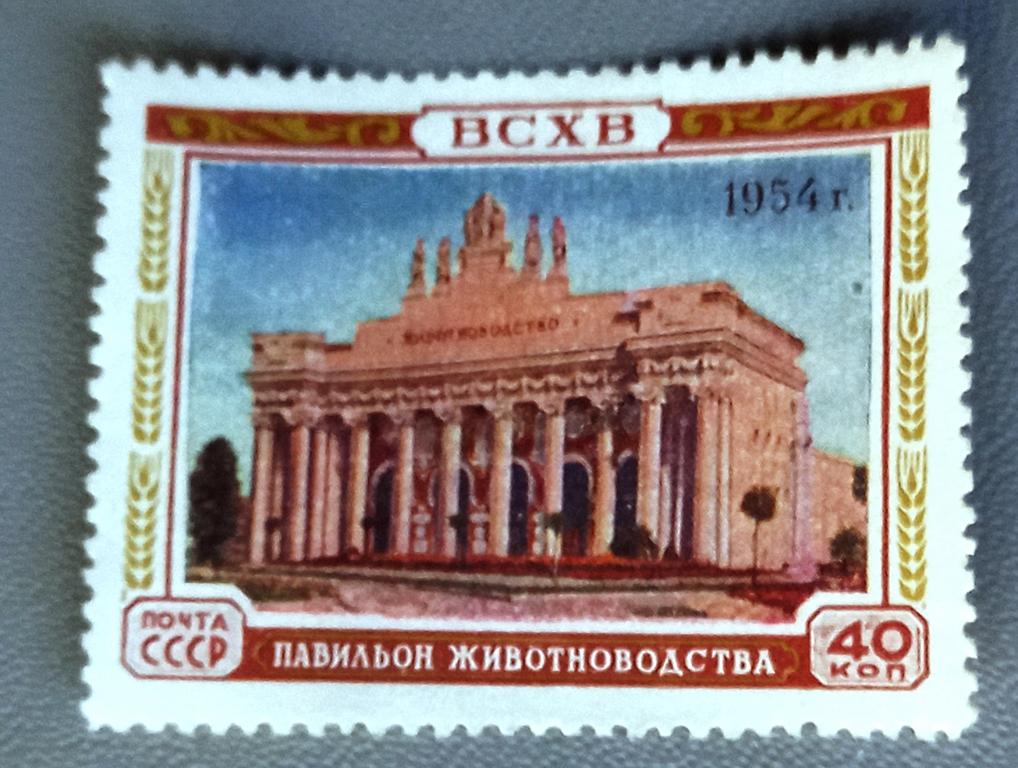 ВСХВ
1954 г.
ЖИВОТНОВОДСТВО
ПОЧТА
СССР
ПАВИЛЬОН ЖИВОТНОВОДСТВА
40
КОП